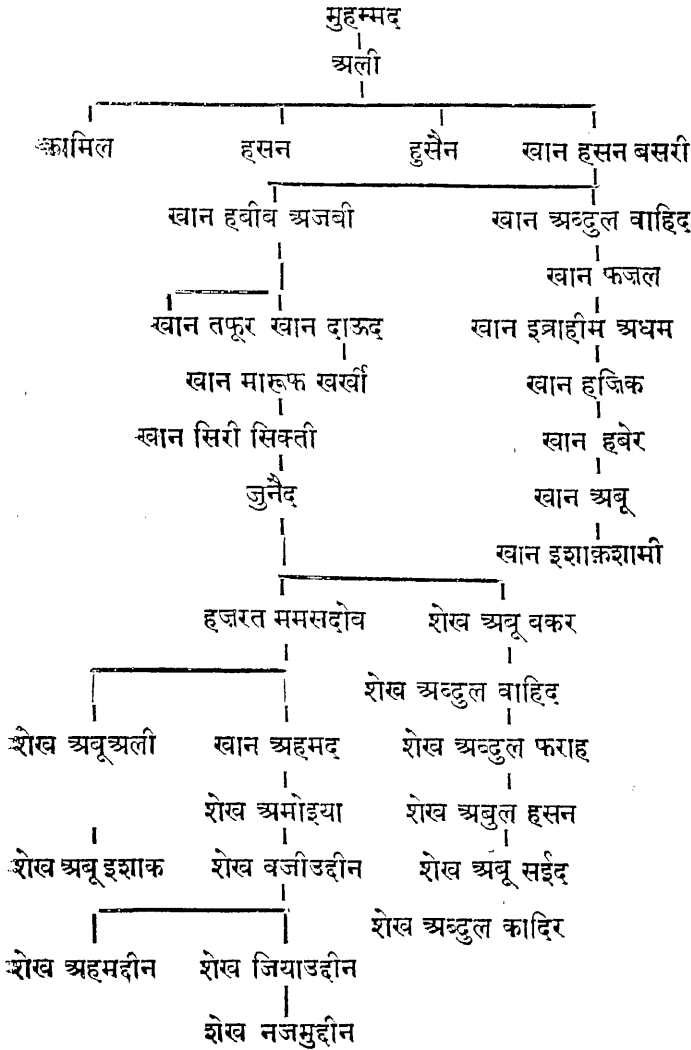 मुहम्मद
अली
कामिल हसन हुसैन खान हसन बसरी
खान हबीब अजबी खान अब्दुल वाहिद
खान फज़ल
खान तफूर खान दाऊद खान इब्राहीम अधम
खान मारूफ खर्खी खान हज़िक
खान सिरी सिक्ती खान हबेर
जुनैद खान अबू
खान इशाक़शामी
हज़रत ममसदोव शेख अबू बकर
शेख अब्दुल वाहिद
शेख अबूअली खान अहमद शेख अब्दुल फराह
शेख अमोइया शेख अबुल हसन
शेख अबू इशाक शेख वजीउद्दीन शेख अबू सईद
शेख अब्दुल कादिर
शेख अहमद्दीन शेख जियाउद्दीन
शेख नजमुद्दीन